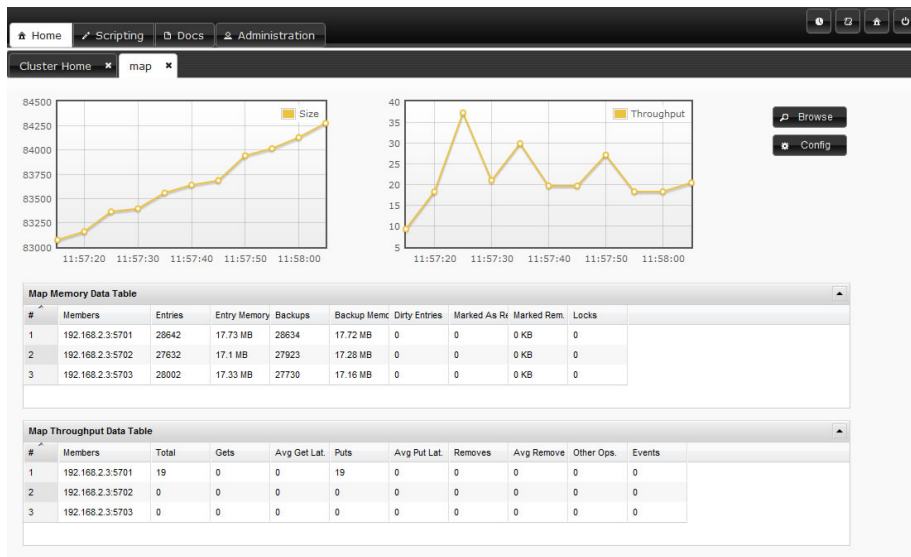 Home Scripting Docs Administration
Cluster Home map
84500
84250
84000
83750
83500
83250
83000
Size
11:57:20 11:57:30 11:57:40 11:57:50 11:58:00
40
35
30
25
20
15
10
5
Throughput
11:57:20 11:57:30 11:57:40 11:57:50 11:58:00
Browse
Config
Map Memory Data Table
# Members Entries Entry Memory Backups Backup Memo Dirty Entries Marked As Re Marked Rem. Locks
1 192.168.2.3:5701 28642 17.73 MB 28634 17.72 MB 0 0 0 KB 0
2 192.168.2.3:5702 27632 17.1 MB 27923 17.28 MB 0 0 0 KB 0
3 192.168.2.3:5703 28002 17.33 MB 27730 17.16 MB 0 0 0 KB 0
Map Throughput Data Table
# Members Total Gets Avg Get Lat. Puts Avg Put Lat. Removes Avg Remove Other Ops. Events
1 192.168.2.3:5701 19 0 0 19 0 0 0 0 0
2 192.168.2.3:5702 0 0 0 0 0 0 0 0 0
3 192.168.2.3:5703 0 0 0 0 0 0 0 0 0